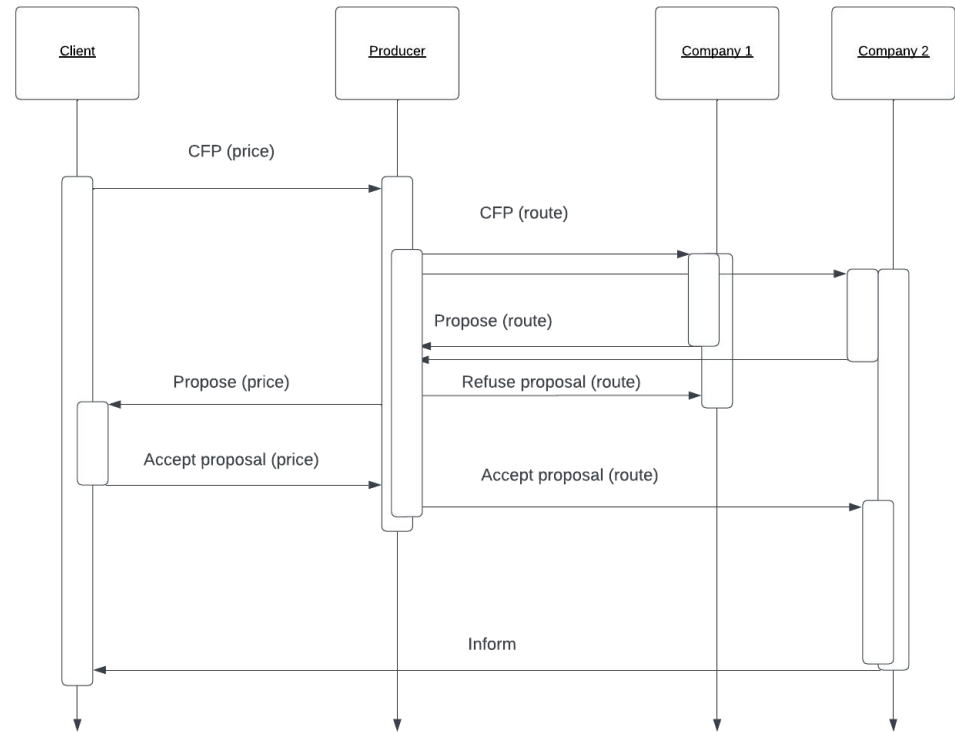 Client
Producer
Company 1
Company 2
CFP (price)
CFP (route)
Propose (route)
Propose (price)
Refuse proposal (route)
Accept proposal (price)
Accept proposal (route)
Inform